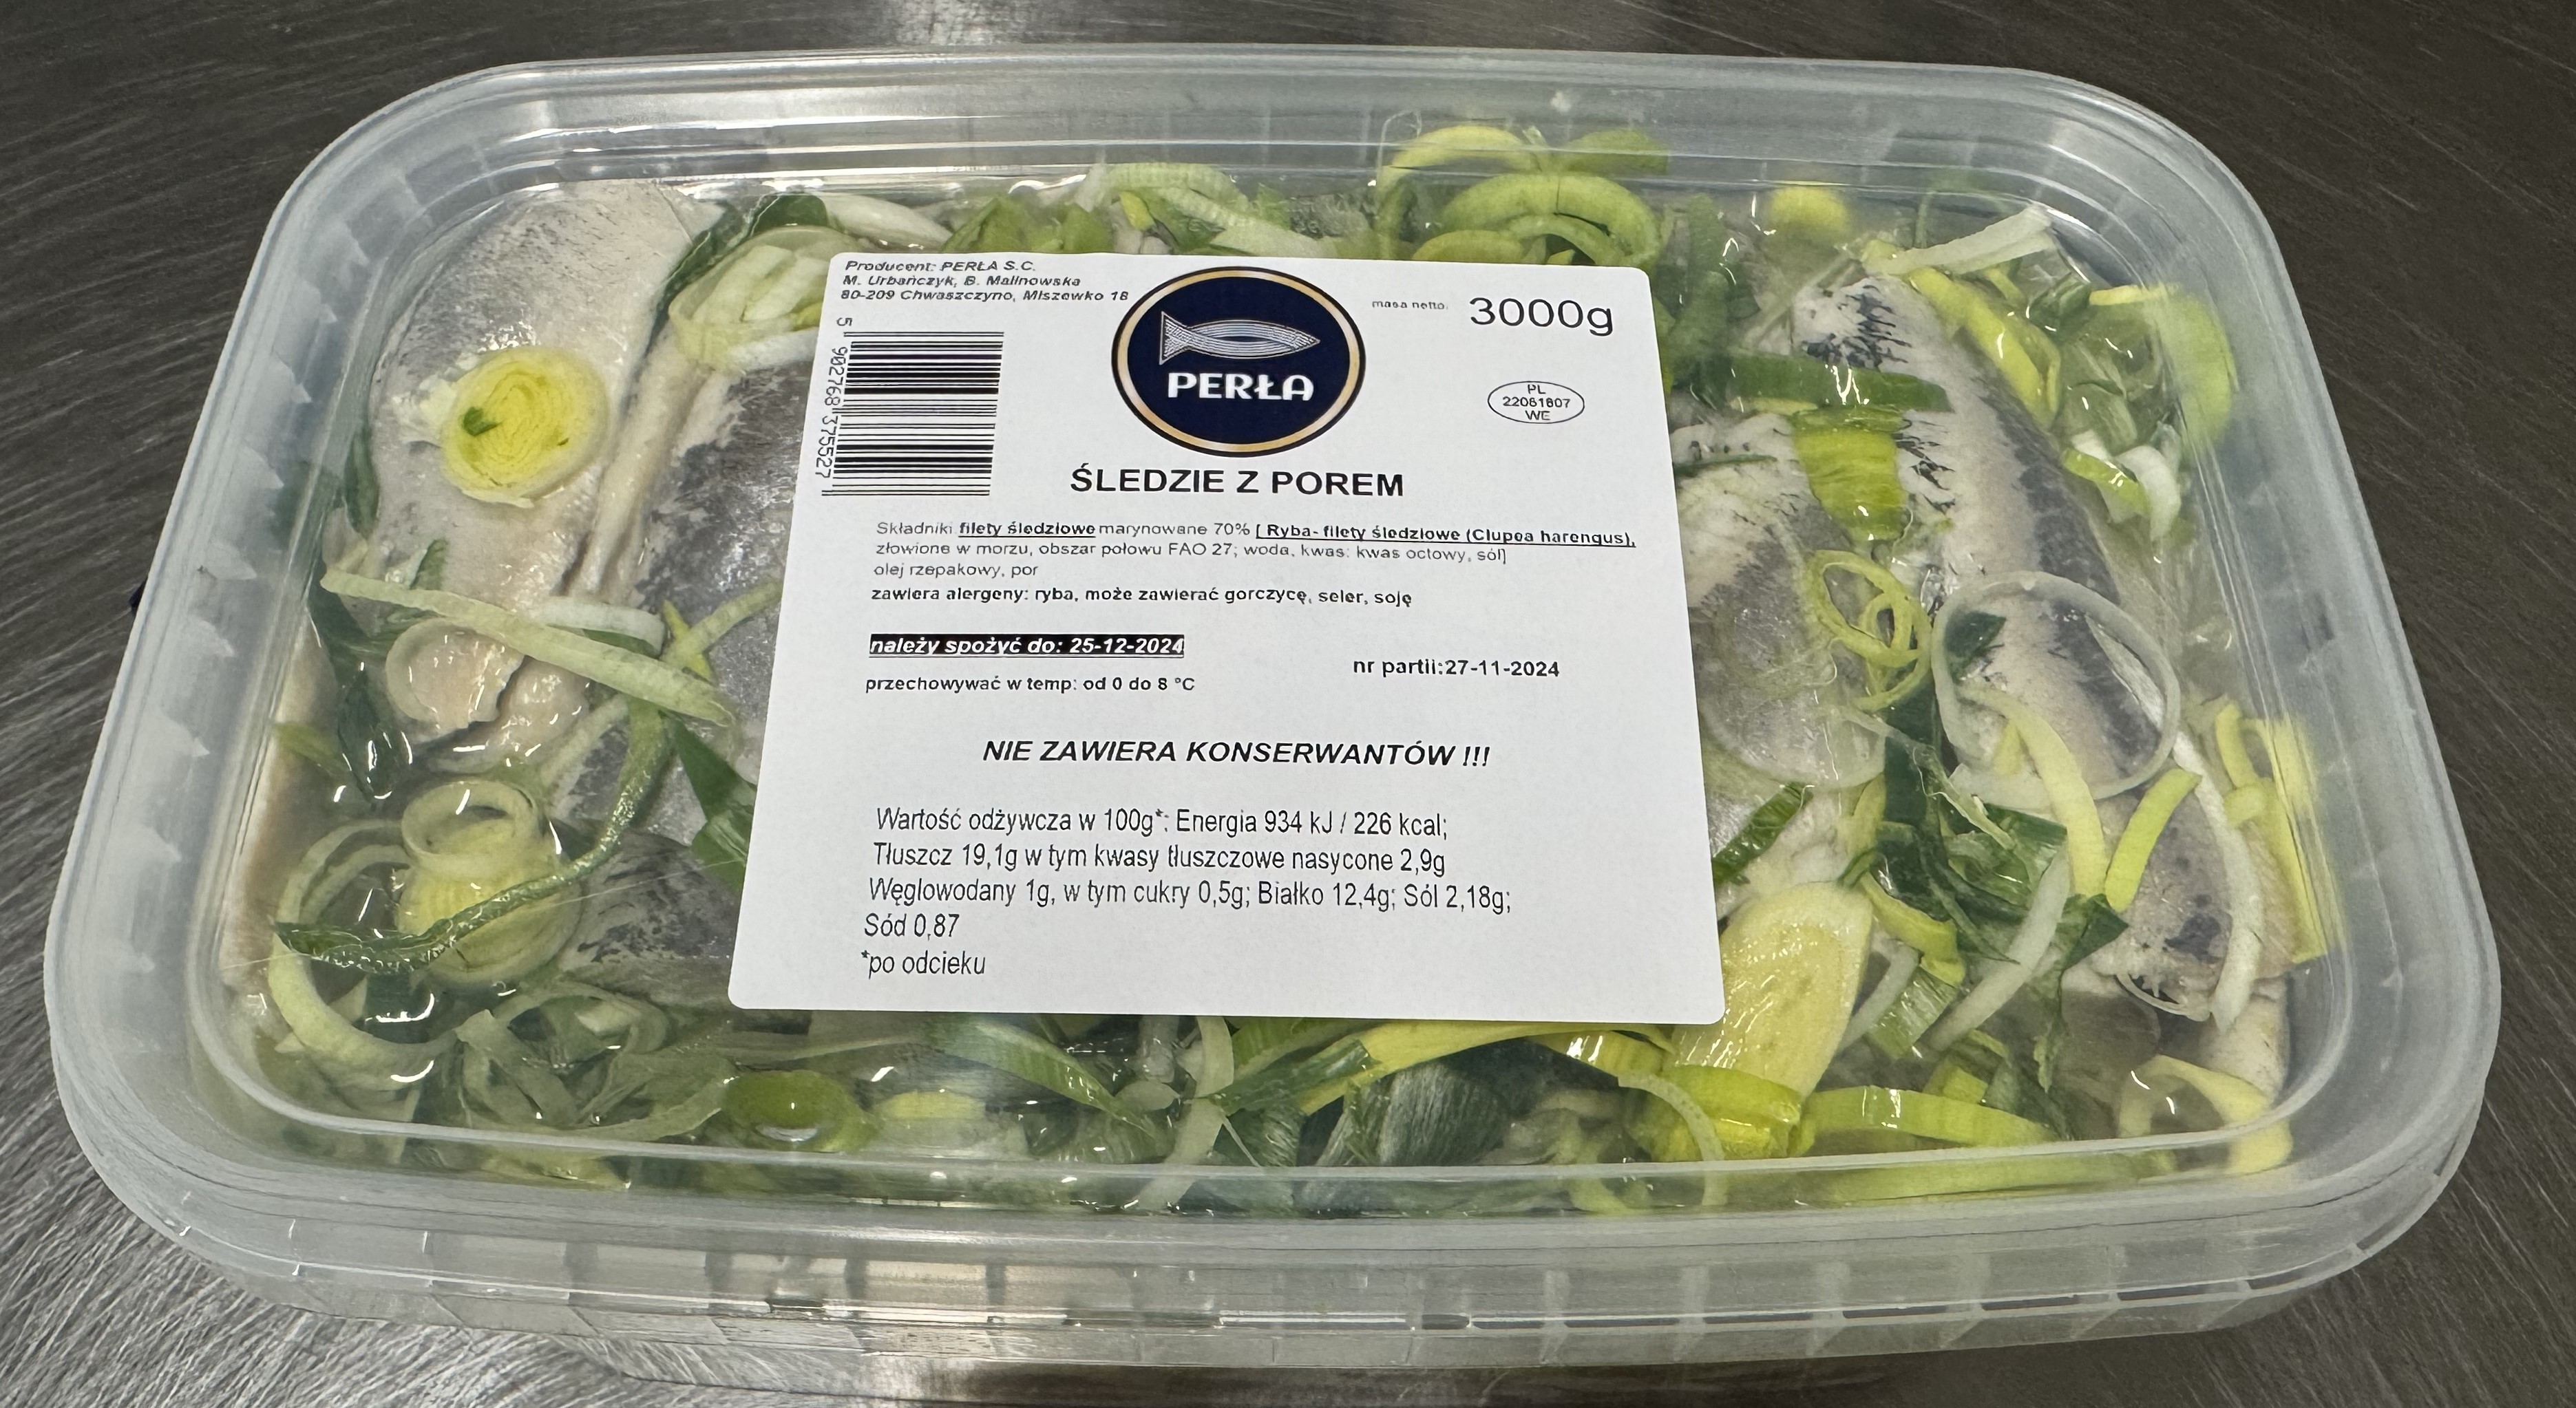 Producent: PERŁA S.C.
M. Urbańczyk, B. Malinowska
80-209 Chwaszczyno, Miszewko 18
masa netto:
3000g
5 902768 375527
PERŁA
PL
22061807
WE
ŚLEDZIE Z POREM
Składniki filety śledziowe marynowane 70% [ Ryba- filety śledziowe (Clupea harengus),
złowione w morzu, obszar połowu FAO 27; woda, kwas: kwas octowy, sól]
olej rzepakowy, por
zawiera alergeny: ryba, może zawierać gorczycę, seler, soję
należy spożyć do: 25-12-2024
nr partii:27-11-2024
przechowywać w temp: od 0 do 8 °C
NIE ZAWIERA KONSERWANTÓW !!!
Wartość odżywcza w 100g*: Energia 934 kJ / 226 kcal;
Tłuszcz 19,1g w tym kwasy tłuszczowe nasycone 2,9g
Węglowodany 1g, w tym cukry 0,5g; Białko 12,4g; Sól 2,18g;
Sód 0,87
*po odcieku